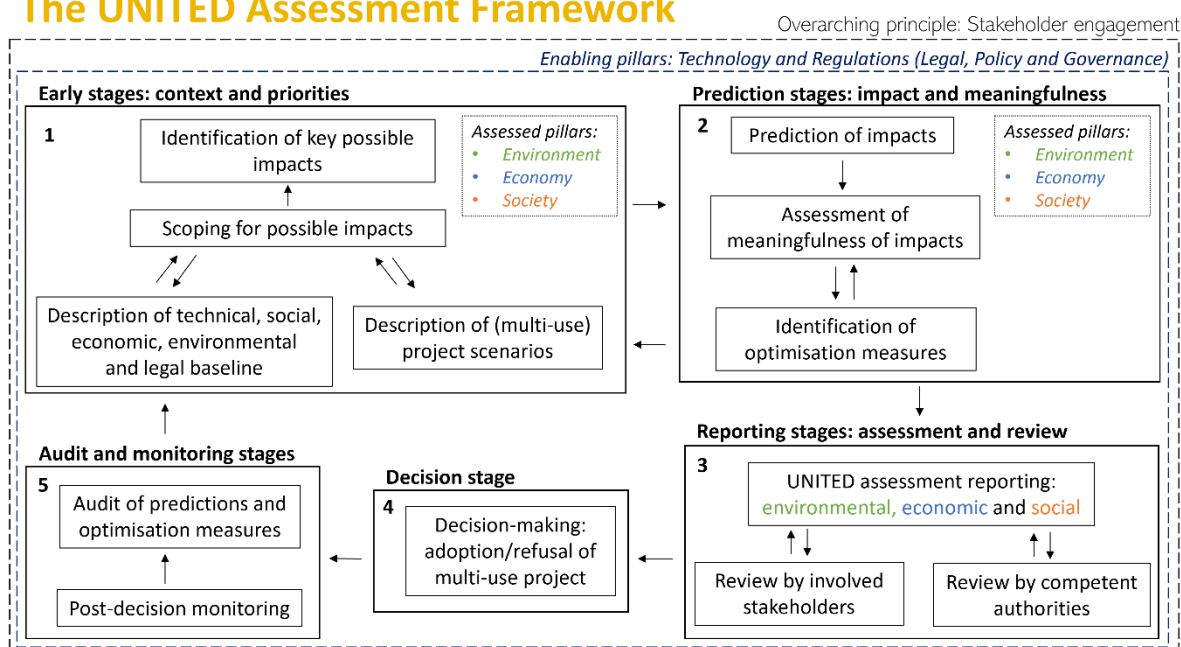 The UNITED Assessment Framework
Overarching principle: Stakeholder engagement
Enabling pillars: Technology and Regulations (Legal, Policy and Governance)
Early stages: context and priorities
1
Identification of key possible
impacts
Assessed pillars:
• Environment
• Economy
• Society
Scoping for possible impacts
Description of technical, social,
economic, environmental
and legal baseline
Description of (multi-use)
project scenarios
Prediction stages: impact and meaningfulness
2
Prediction of impacts
Assessed pillars:
• Environment
• Economy
• Society
Assessment of
meaningfulness of impacts
Identification of
optimisation measures
Reporting stages: assessment and review
3
UNITED assessment reporting:
environmental, economic and social
Review by involved
stakeholders
Review by competent
authorities
Decision stage
4
Decision-making:
adoption/refusal of
multi-use project
Audit and monitoring stages
5
Audit of predictions and
optimisation measures
Post-decision monitoring